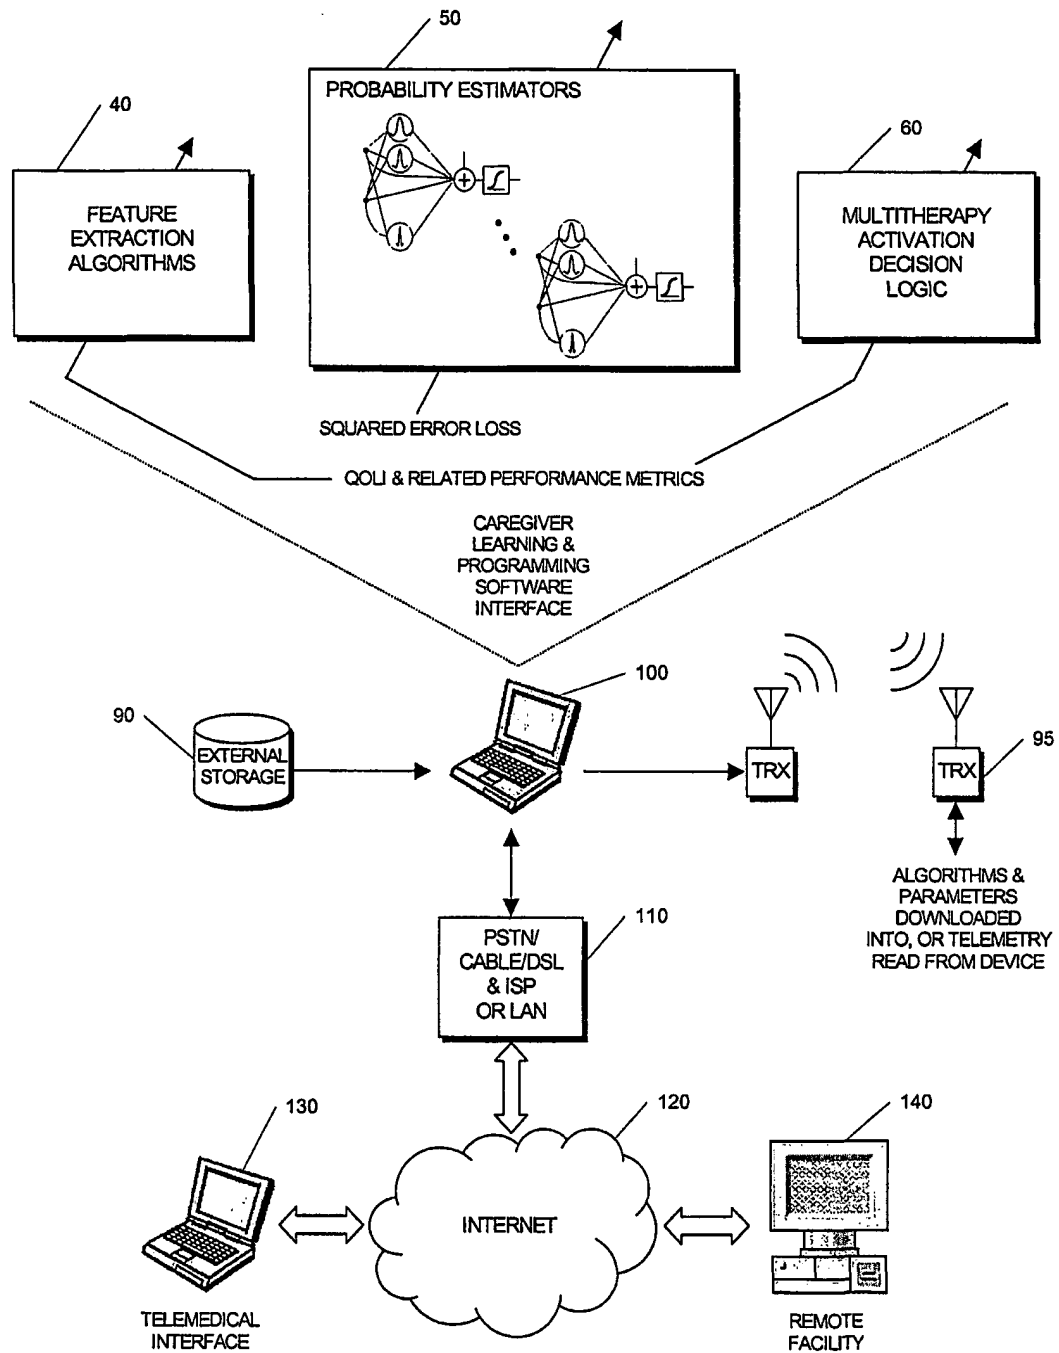 50
PROBABILITY ESTIMATORS
40
FEATURE
EXTRACTION
ALGORITHMS
60
MULTITHERAPY
ACTIVATION
DECISION
LOGIC
SQUARED ERROR LOSS
QOLI & RELATED PERFORMANCE METRICS
CAREGIVER
LEARNING &
PROGRAMMING
SOFTWARE
INTERFACE
100
90
EXTERNAL
STORAGE
TRX
TRX
95
ALGORITHMS &
PARAMETERS
DOWNLOADED
INTO, OR TELEMETRY
READ FROM DEVICE
110
PSTN/
CABLE/DSL
& ISP
OR LAN
130
120
140
INTERNET
TELEMEDICAL
INTERFACE
REMOTE
FACILITY